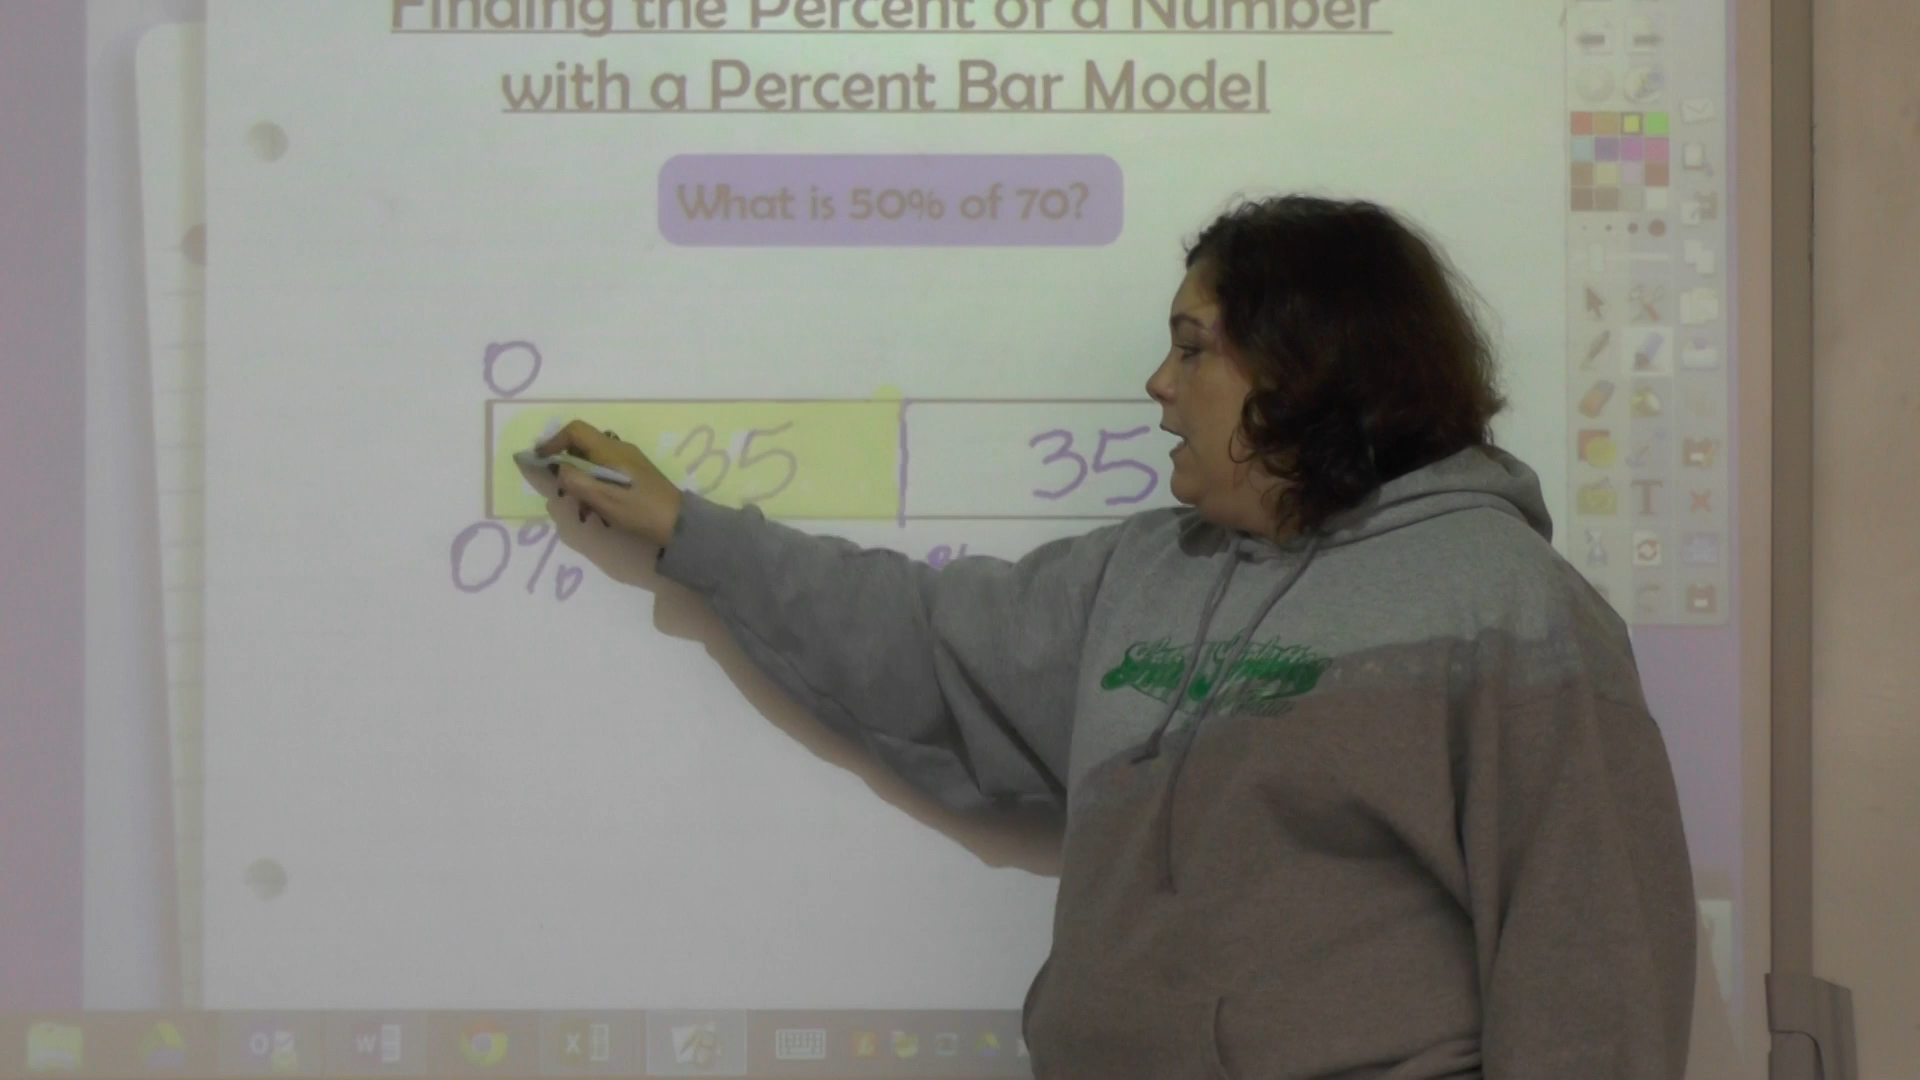 Finding the Percent of a Number
with a Percent Bar Model
What is 50% of 70?
0
35 35
0% %